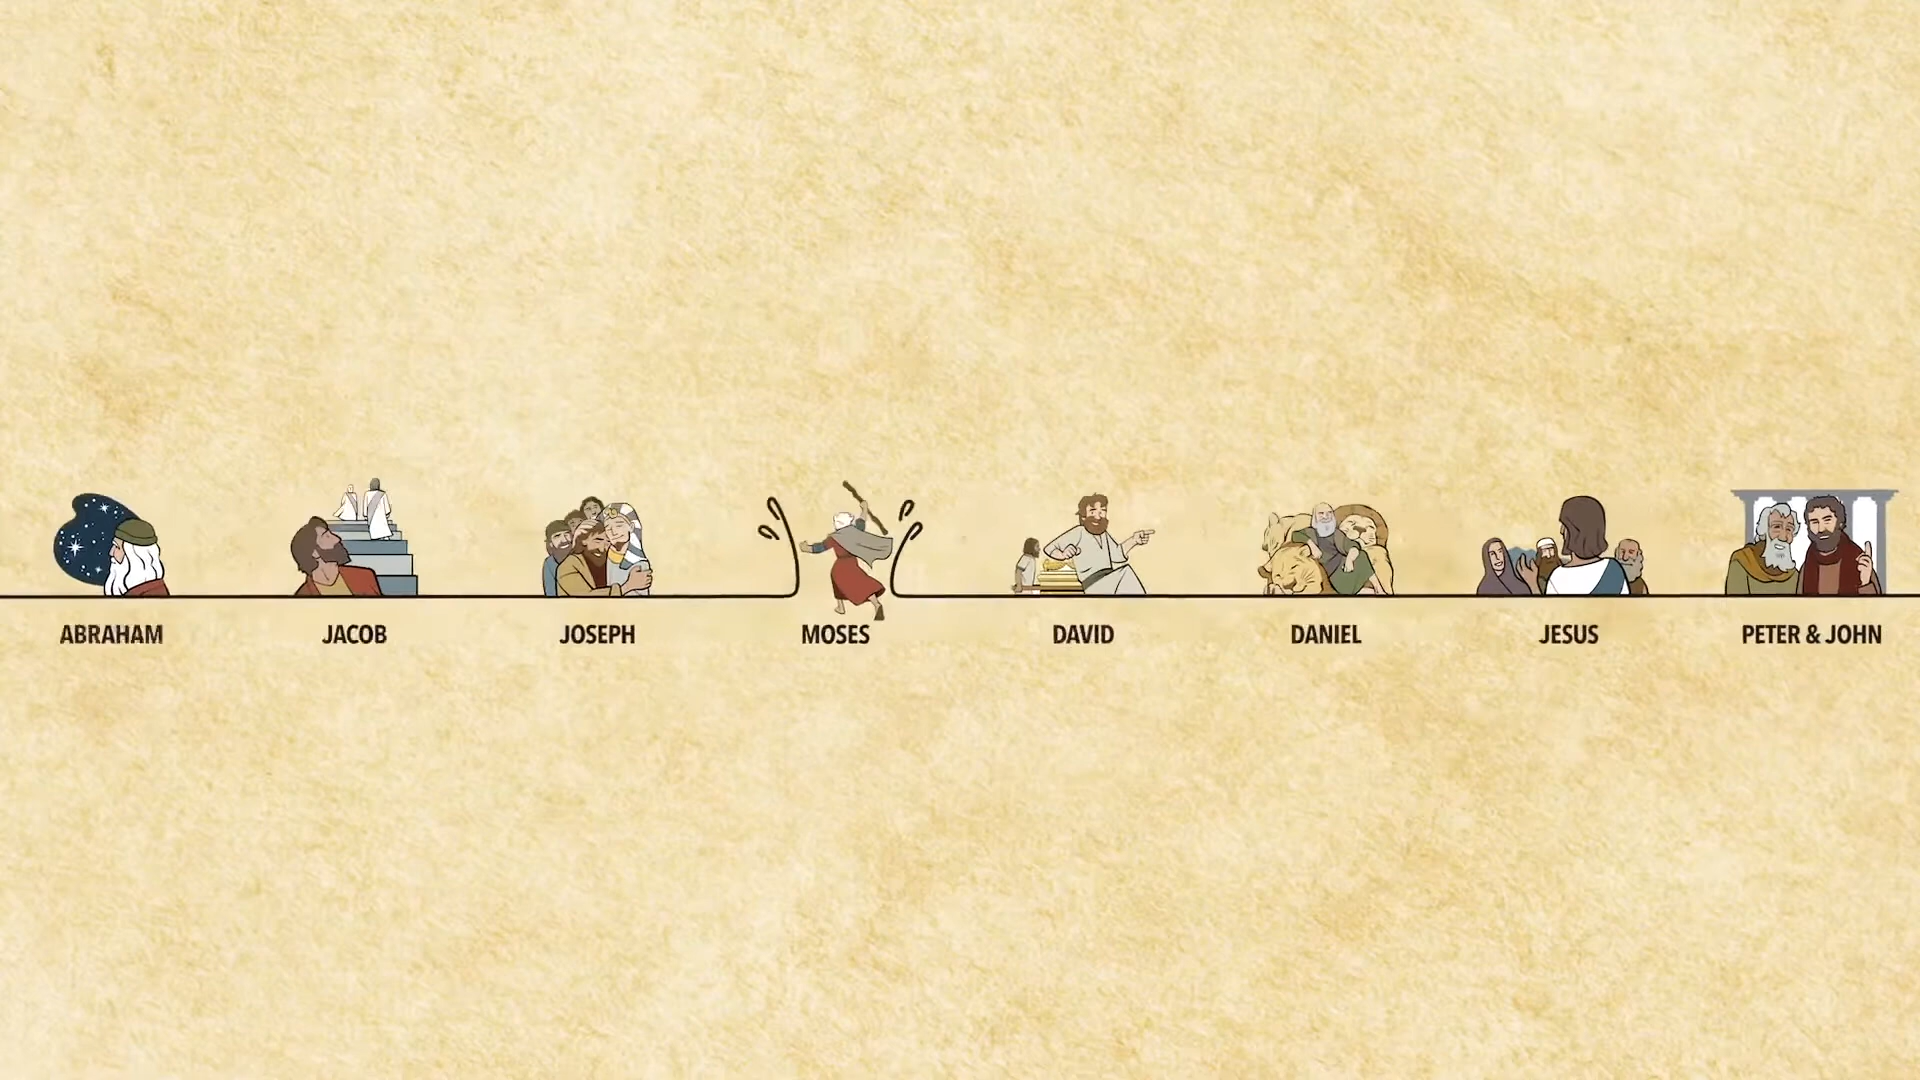 ABRAHAM
JACOB
JOSEPH
MOSES
DAVID
DANIEL
JESUS
PETER & JOHN